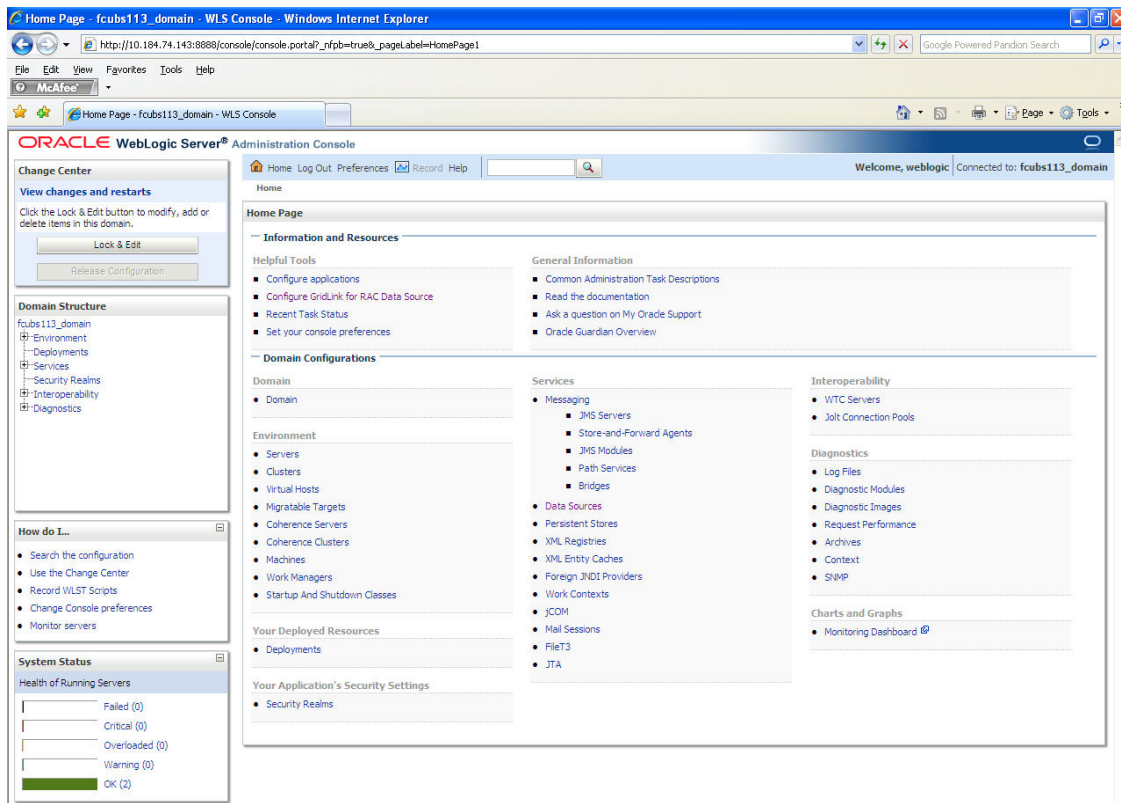 Home Page - fcubs113_domain - WLS Console - Windows Internet Explorer
http://10.184.74.143:8888/console/console.portal?_nfpb=true&_pageLabel=HomePage1
Google Powered Pandion Search
File Edit View Favorites Tools Help
McAfee
Home Page - fcubs113_domain - WLS Console
Page Tools
ORACLE WebLogic Server® Administration Console
Change Center
View changes and restarts
Click the Lock & Edit button to modify, add or
delete items in this domain.
Lock & Edit
Release Configuration
Domain Structure
fcubs113_domain
Environment
Deployments
Services
Security Realms
Interoperability
Diagnostics
How do I...
Search the configuration
Use the Change Center
Record WLST Scripts
Change Console preferences
Monitor servers
System Status
Health of Running Servers
Failed (0)
Critical (0)
Overloaded (0)
Warning (0)
OK (2)
Home Log Out Preferences Record Help
Welcome, weblogic Connected to: fcubs113_domain
Home
Home Page
Information and Resources
Helpful Tools
Configure applications
Configure GridLink for RAC Data Source
Recent Task Status
Set your console preferences
General Information
Common Administration Task Descriptions
Read the documentation
Ask a question on My Oracle Support
Oracle Guardian Overview
Domain Configurations
Domain
Domain
Environment
Servers
Clusters
Virtual Hosts
Migratable Targets
Coherence Servers
Coherence Clusters
Machines
Work Managers
Startup And Shutdown Classes
Your Deployed Resources
Deployments
Your Application's Security Settings
Security Realms
Services
Messaging
JMS Servers
Store-and-Forward Agents
JMS Modules
Path Services
Bridges
Data Sources
Persistent Stores
XML Registries
XML Entity Caches
Foreign JNDI Providers
Work Contexts
jCOM
Mail Sessions
FileT3
JTA
Interoperability
WTC Servers
Jolt Connection Pools
Diagnostics
Log Files
Diagnostic Modules
Diagnostic Images
Request Performance
Archives
Context
SNMP
Charts and Graphs
Monitoring Dashboard